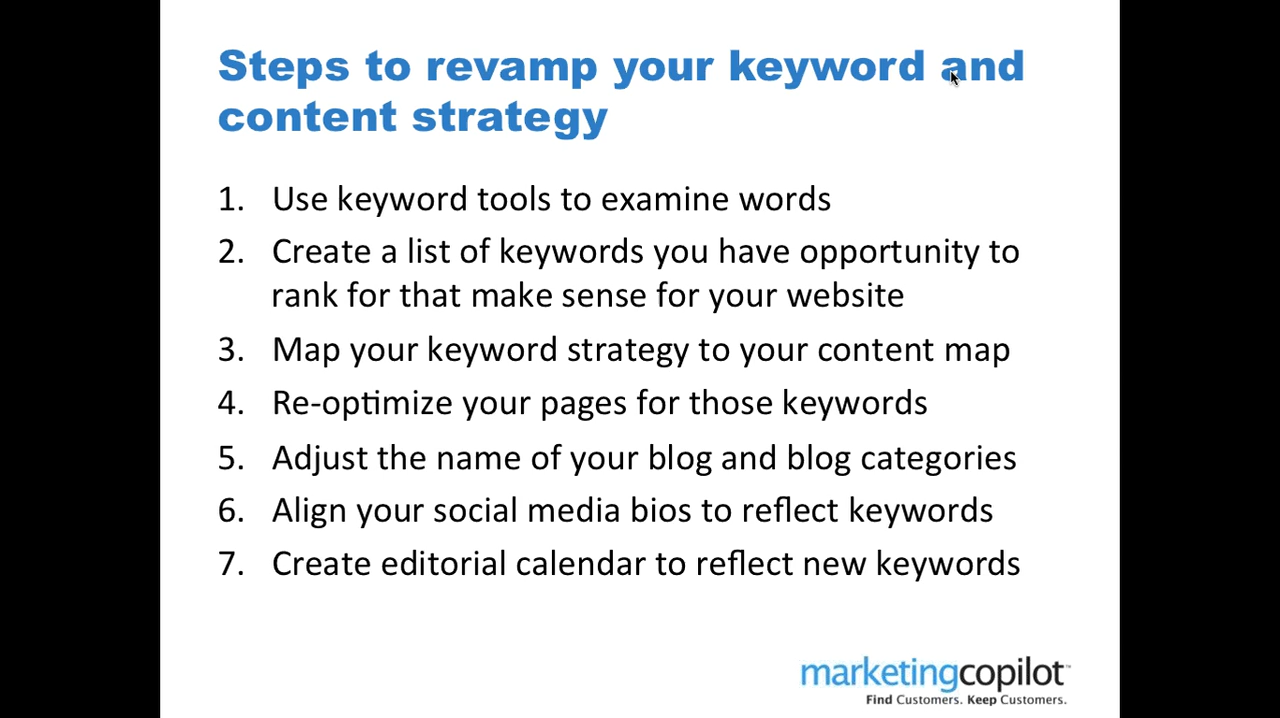 Steps to revamp your keyword and
content strategy
1. Use keyword tools to examine words
2. Create a list of keywords you have opportunity to
rank for that make sense for your website
3. Map your keyword strategy to your content map
4. Re-optimize your pages for those keywords
5. Adjust the name of your blog and blog categories
6. Align your social media bios to reflect keywords
7. Create editorial calendar to reflect new keywords
marketingcopilot™
Find Customers. Keep Customers.